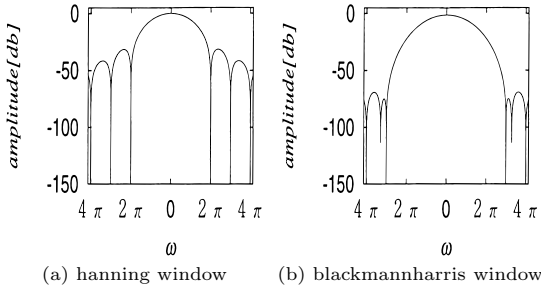 amplitude[db]
0
-50
-100
-150
4 π 2 π 0 2 π 4 π
ω
(a) hanning window
amplitude[db]
0
-50
-100
-150
4 π 2 π 0 2 π 4 π
ω
(b) blackmannharris window